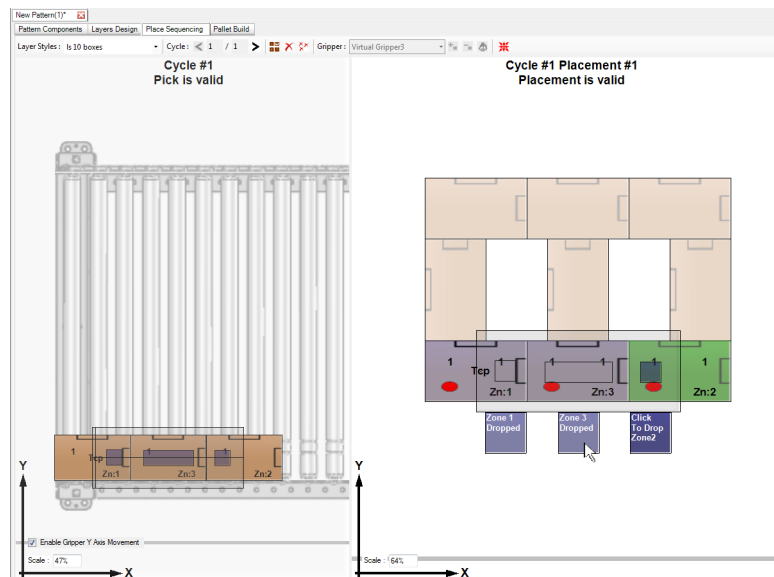 New Pattern(1)*
Pattern Components Layers Design Place Sequencing Pallet Build
Layer Styles: ls 10 boxes Cycle: 1 / 1 Gripper: Virtual Gripper3
Cycle #1
Pick is valid
Cycle #1 Placement #1
Placement is valid
1 1 1 1
Tcp
Zn:1 Zn:3 Zn:2
Zone 1
Dropped
Zone 3
Dropped
Click
To Drop
Zone2
1 1 1
Tcp
Zn:1 Zn:3 Zn:2
Y
Y
Enable Gripper Y Axis Movement
Scale: 47%
X
Scale: 64%
X